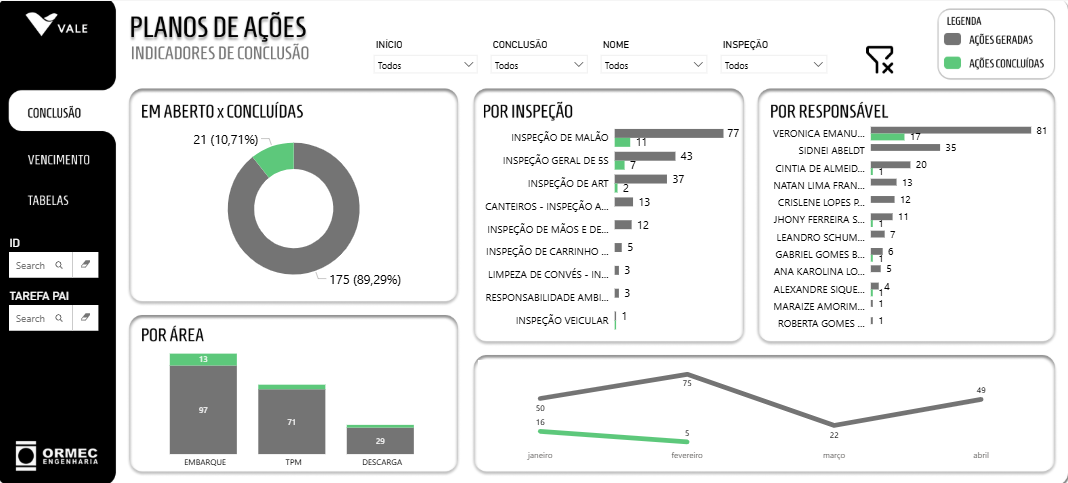 VALE
CONCLUSÃO
VENCIMENTO
TABELAS
ID
Search
TAREFA PAI
Search
ORMEC
ENGENHARIA
PLANOS DE AÇÕES
INDICADORES DE CONCLUSÃO
INÍCIO
Todos
CONCLUSÃO
Todos
NOME
Todos
INSPEÇÃO
Todos
LEGENDA
AÇÕES GERADAS
AÇÕES CONCLUÍDAS
EM ABERTO x CONCLUÍDAS
21 (10,71%)
175 (89,29%)
POR ÁREA
13
97
71
29
EMBARQUE TPM DESCARGA
POR INSPEÇÃO
INSPEÇÃO DE MALÃO 77
11
INSPEÇÃO GERAL DE 5S 43
7
INSPEÇÃO DE ART 37
2
CANTEIROS - INSPEÇÃO A... 13
INSPEÇÃO DE MÃOS E DE... 12
INSPEÇÃO DE CARRINHO ... 5
LIMPEZA DE CONVÉS - IN... 3
RESPONSABILIDADE AMBI... 3
INSPEÇÃO VEICULAR 1
POR RESPONSÁVEL
VERONICA EMANU... 81
17
SIDNEI ABELDT 35
CINTIA DE ALMEID... 20
1
NATAN LIMA FRAN... 13
CRISLENE LOPES P... 12
JHONY FERREIRA S... 11
1
LEANDRO SCHUM... 7
GABRIEL GOMES B... 6
1
ANA KAROLINA LO... 5
ALEXANDRE SIQUE... 4
1
MARAIZE AMORIM... 1
ROBERTA GOMES ... 1
50 75 22 49
16 5
janeiro fevereiro março abril